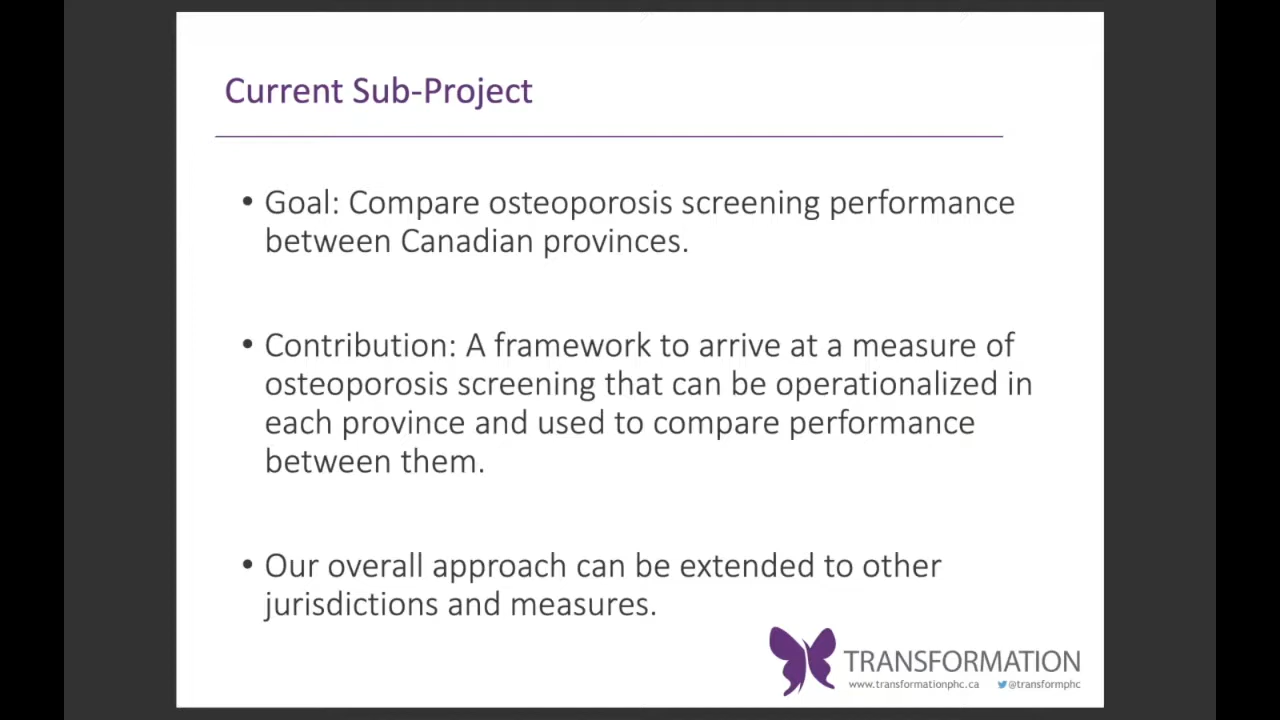 Current Sub-Project
• Goal: Compare osteoporosis screening performance
between Canadian provinces.
• Contribution: A framework to arrive at a measure of
osteoporosis screening that can be operationalized in
each province and used to compare performance
between them.
• Our overall approach can be extended to other
jurisdictions and measures.
TRANSFORMATION
www.transformationphc.ca @transformphc